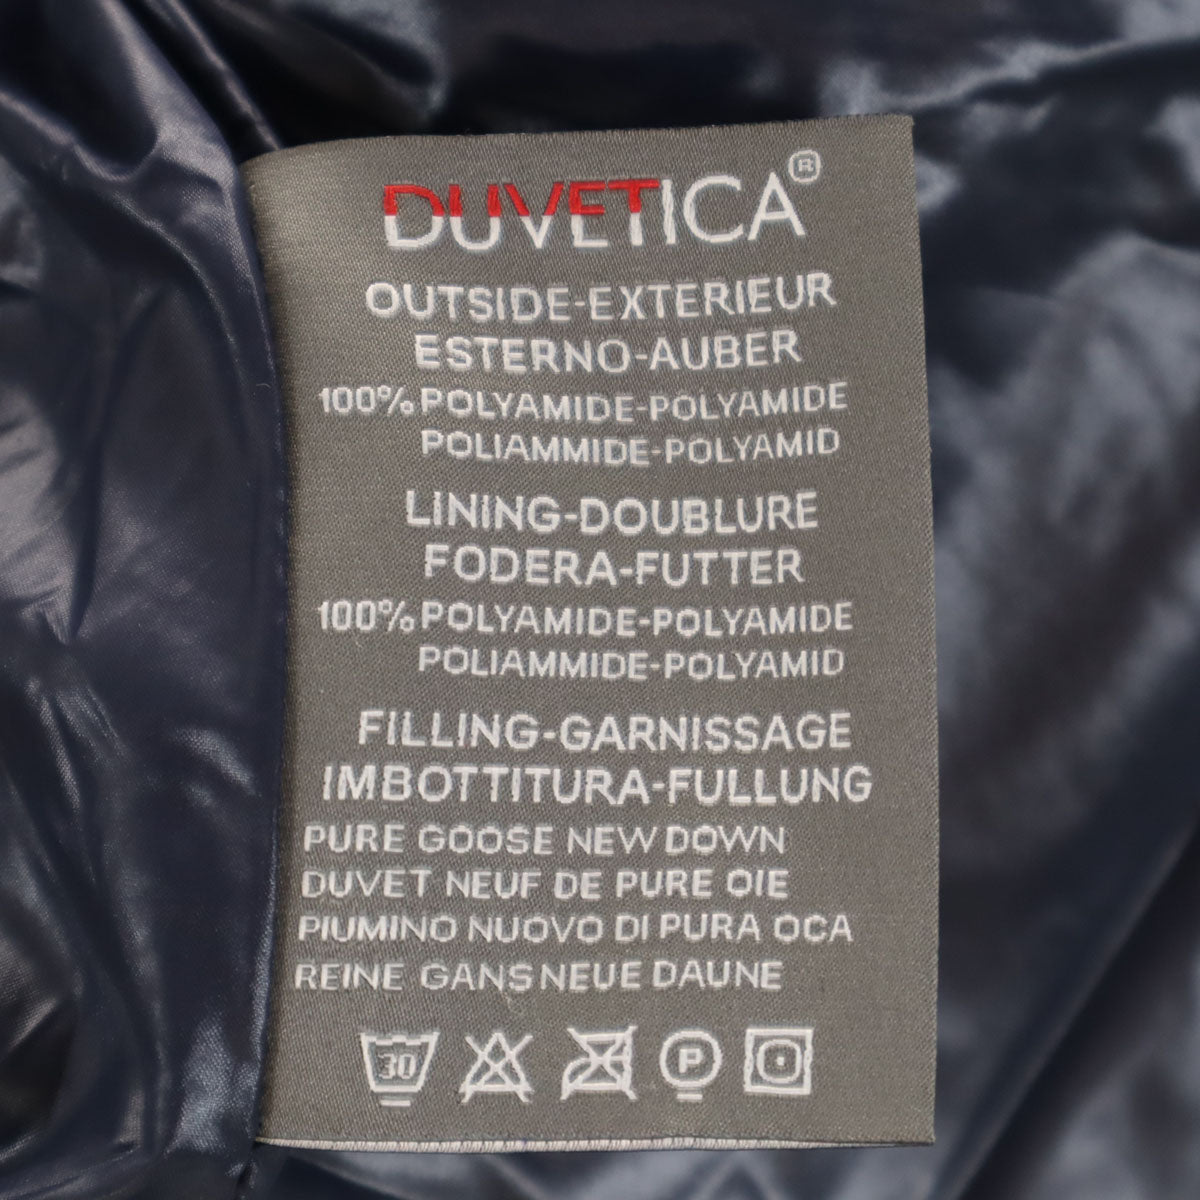 DUVETICA®
OUTSIDE-EXTERIEUR
ESTERNO-AUBER
100% POLYAMIDE-POLYAMIDE
POLIAMMIDE-POLYAMID
LINING-DOUBLURE
FODERA-FUTTER
100% POLYAMIDE-POLYAMIDE
POLIAMMIDE-POLYAMID
FILLING-GARNISSAGE
IMBOTTITURA-FULLUNG
PURE GOOSE NEW DOWN
DUVET NEUF DE PURE OIE
PIUMINO NUOVO DI PURA OCA
REINE GANS NEUE DAUNE
30 P